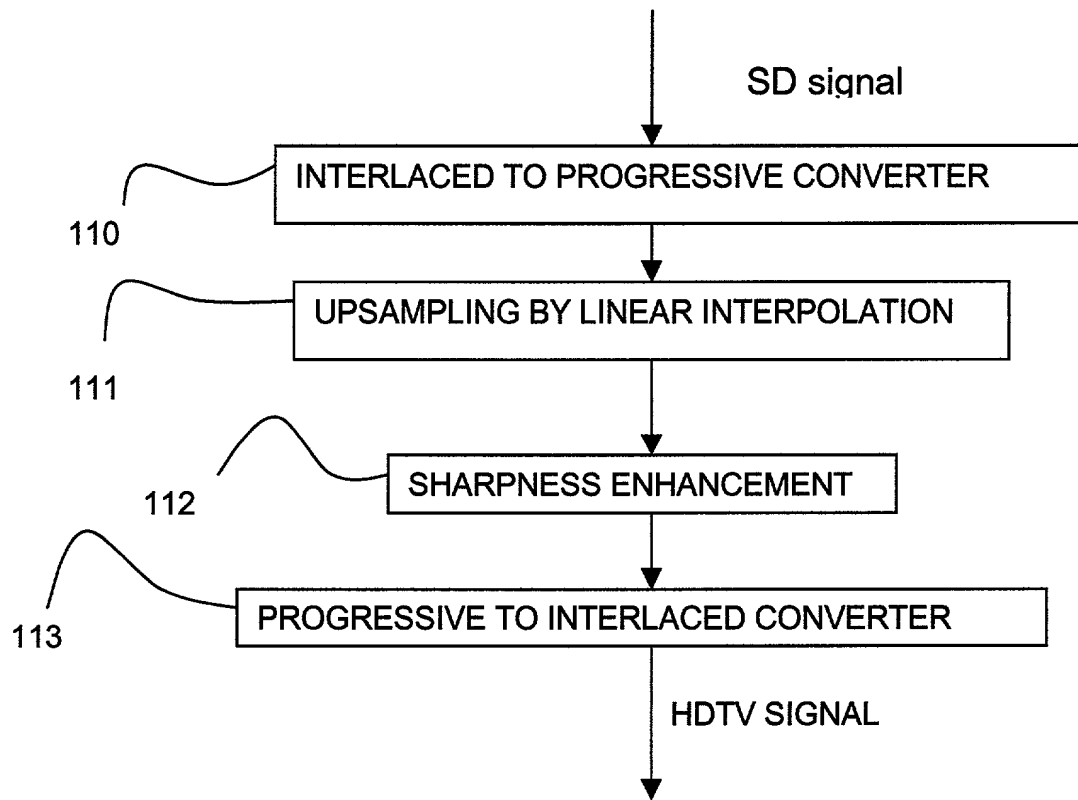 SD signal
INTERLACED TO PROGRESSIVE CONVERTER
110
UPSAMPLING BY LINEAR INTERPOLATION
111
SHARPNESS ENHANCEMENT
112
PROGRESSIVE TO INTERLACED CONVERTER
113
HDTV SIGNAL